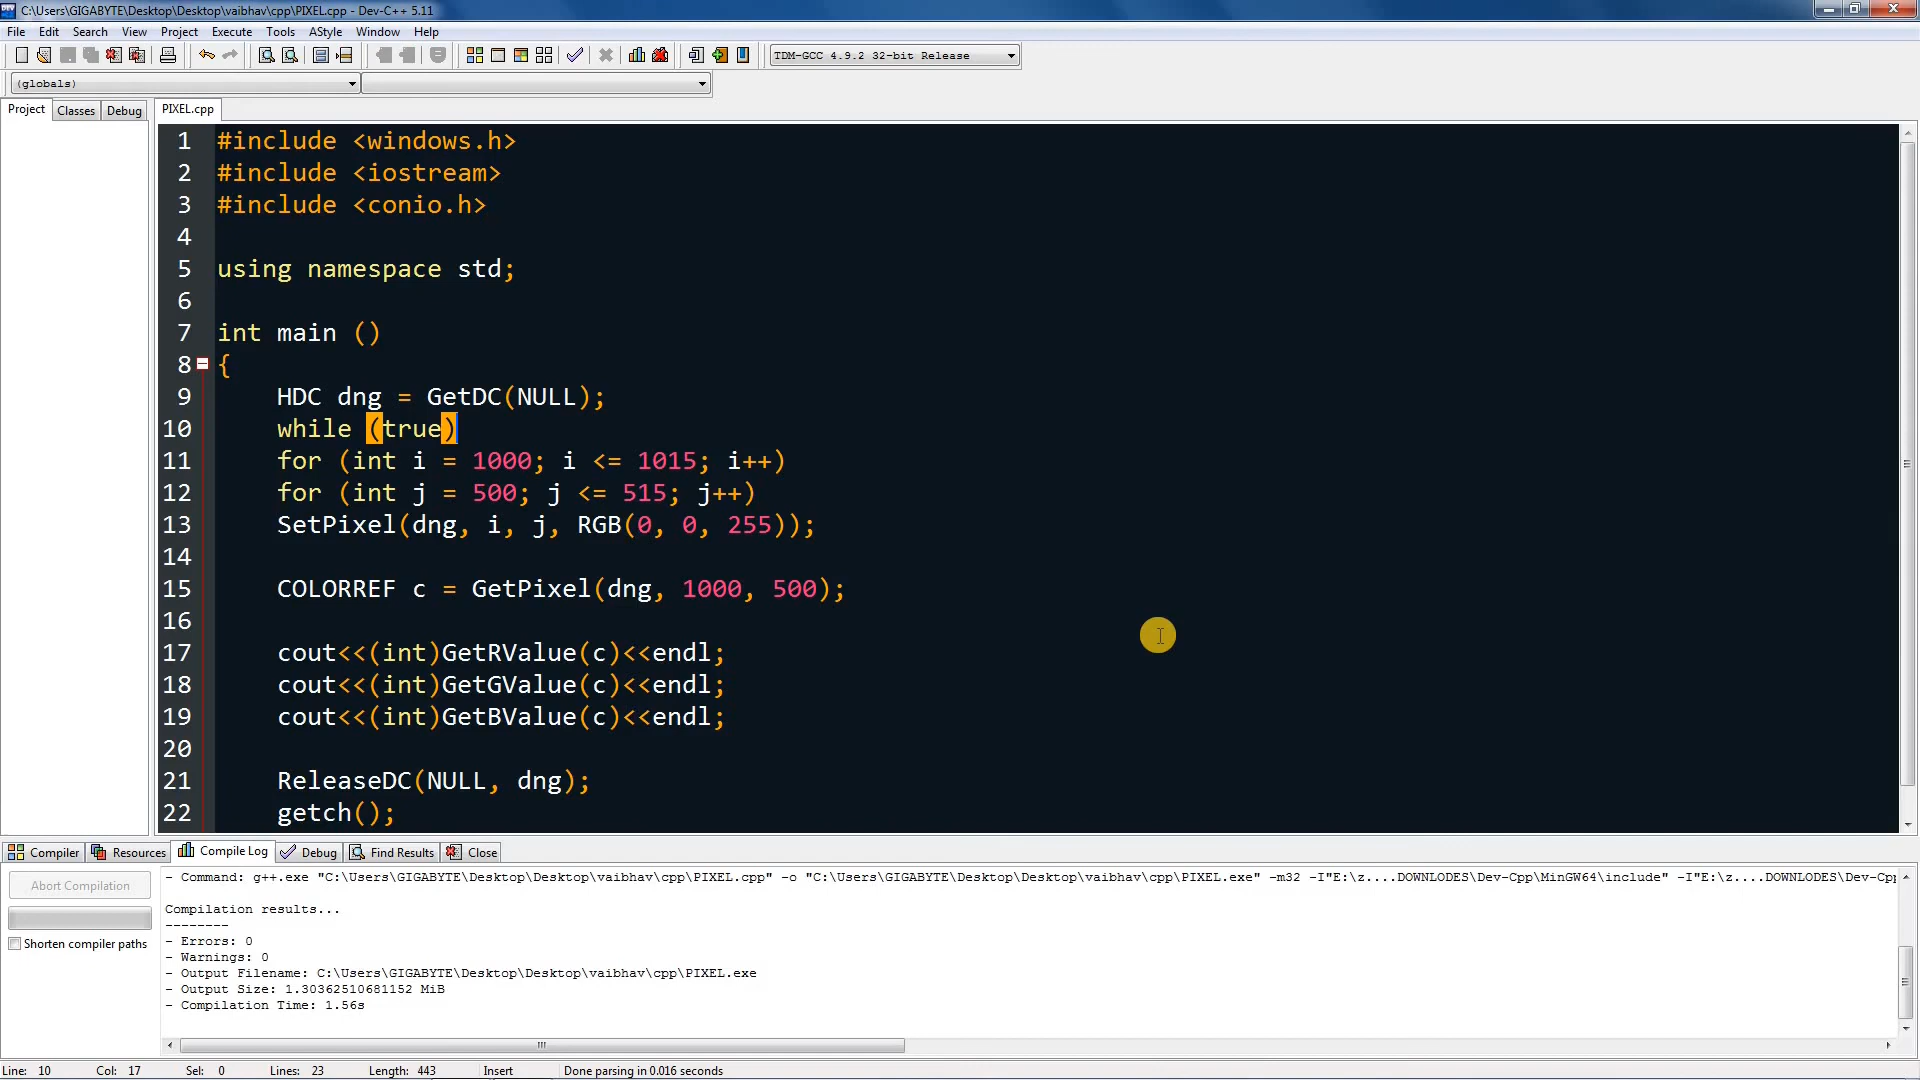 C:\Users\GIGABYTE\Desktop\Desktop\vaibhav\cpp\PIXEL.cpp - Dev-C++ 5.11
File Edit Search View Project Execute Tools AStyle Window Help
TDM-GCC 4.9.2 32-bit Release
(globals)
Project Classes Debug PIXEL.cpp
1 #include <windows.h>
2 #include <iostream>
3 #include <conio.h>
4
5 using namespace std;
6
7 int main ()
8 {
9 HDC dng = GetDC(NULL);
10 while (true)
11 for (int i = 1000; i <= 1015; i++)
12 for (int j = 500; j <= 515; j++)
13 SetPixel(dng, i, j, RGB(0, 0, 255));
14
15 COLORREF c = GetPixel(dng, 1000, 500);
16
17 cout<<(int)GetRValue(c)<<endl;
18 cout<<(int)GetGValue(c)<<endl;
19 cout<<(int)GetBValue(c)<<endl;
20
21 ReleaseDC(NULL, dng);
22 getch();
Compiler Resources Compile Log Debug Find Results Close
Abort Compilation
Shorten compiler paths
- Command: g++.exe "C:\Users\GIGABYTE\Desktop\Desktop\vaibhav\cpp\PIXEL.cpp" -o "C:\Users\GIGABYTE\Desktop\Desktop\vaibhav\cpp\PIXEL.exe" -m32 -I"E:\z....DOWNLODES\Dev-Cpp\MinGW64\include" -I"E:\z....DOWNLODES\Dev-Cpp
Compilation results...
--------
- Errors: 0
- Warnings: 0
- Output Filename: C:\Users\GIGABYTE\Desktop\Desktop\vaibhav\cpp\PIXEL.exe
- Output Size: 1.30362510681152 MiB
- Compilation Time: 1.56s
Line: 10 Col: 17 Sel: 0 Lines: 23 Length: 443 Insert Done parsing in 0.016 seconds